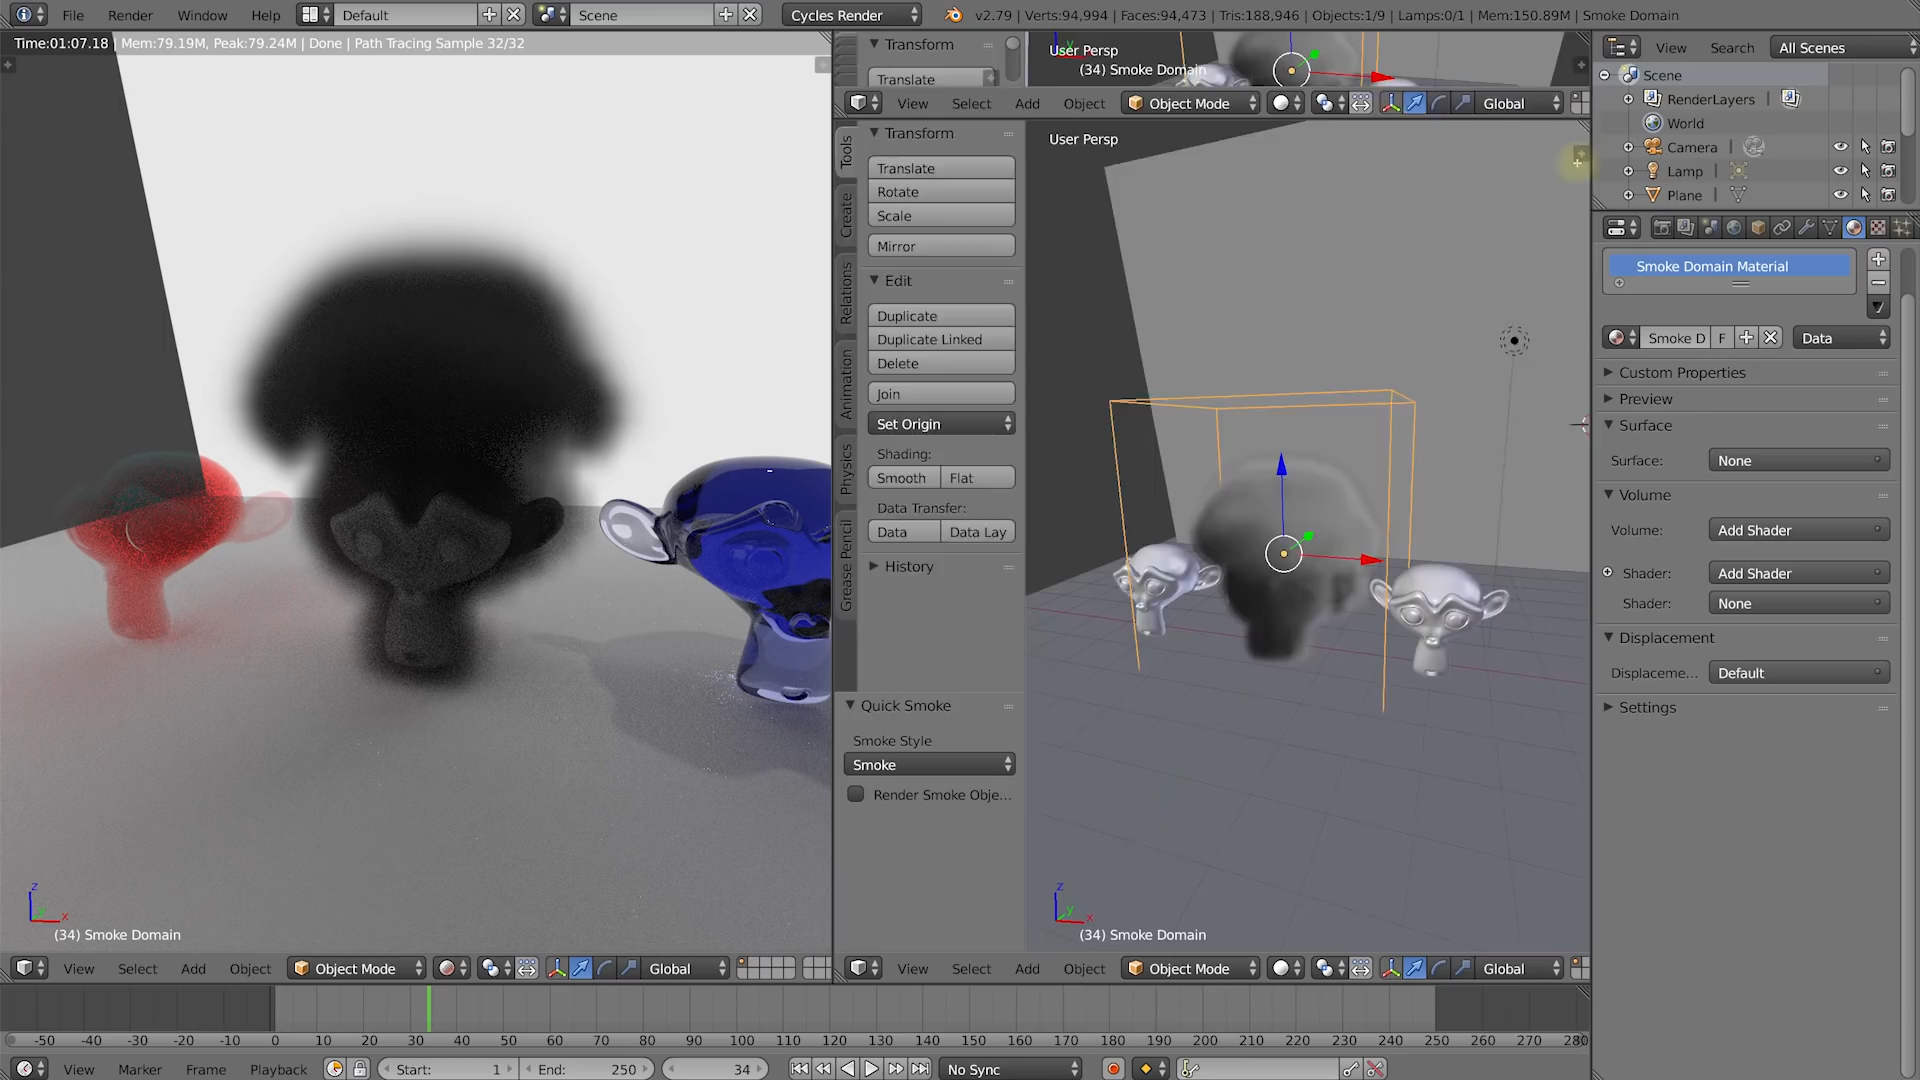 File Render Window Help Default Scene Cycles Render v2.79 | Verts:94,994 | Faces:94,473 | Tris:188,946 | Objects:1/9 | Lamps:0/1 | Mem:150.89M | Smoke Domain
Time:01:07.18 | Mem:79.19M, Peak:79.24M | Done | Path Tracing Sample 32/32
Transform
Translate
User Persp
(34) Smoke Domain
View Select Add Object Object Mode Global
Tools
Create
Relations
Animation
Physics
Grease Pencil
Transform
Translate
Rotate
Scale
Mirror
Edit
Duplicate
Duplicate Linked
Delete
Join
Set Origin
Shading:
Smooth Flat
Data Transfer:
Data Data Lay
History
Quick Smoke
Smoke Style
Smoke
Render Smoke Obje...
User Persp
z
y
x
(34) Smoke Domain
z
x
(34) Smoke Domain
View Select Add Object Object Mode Global
View Select Add Object Object Mode Global
View Search All Scenes
Scene
RenderLayers
World
Camera
Lamp
Plane
Smoke Domain Material
Smoke D F Data
Custom Properties
Preview
Surface
Surface: None
Volume
Volume: Add Shader
Shader: Add Shader
Shader: None
Displacement
Displaceme... Default
Settings
-50 -40 -30 -20 -10 0 10 20 30 40 50 60 70 80 90 100 110 120 130 140 150 160 170 180 190 200 210 220 230 240 250 260 270 280
View Marker Frame Playback Start: 1 End: 250 34 No Sync